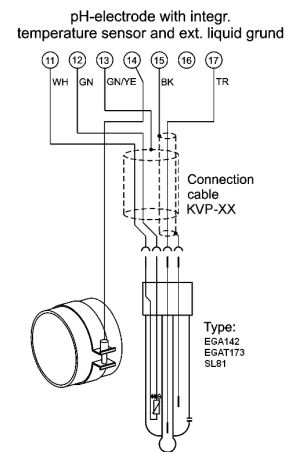 pH-electrode with integr.
temperature sensor and ext. liquid grund
11 12 13 14 15 16 17
WH GN GN/YE BK TR
Connection
cable
KVP-XX
Type:
EGA142
EGAT173
SL81